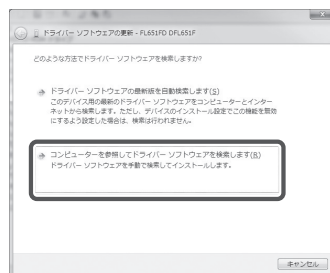 ドライバー ソフトウェアの更新 - FL651FD DFL651F
どのような方法でドライバー ソフトウェアを検索しますか?
ドライバー ソフトウェアの最新版を自動検索します(S)
このデバイス用の最新のドライバー ソフトウェアをコンピューターとインター
ネットから検索します。ただし、デバイスのインストール設定でこの機能を無効
にするよう設定した場合は、検索は行われません。
コンピューターを参照してドライバー ソフトウェアを検索します(R)
ドライバー ソフトウェアを手動で検索してインストールします。
キャンセル